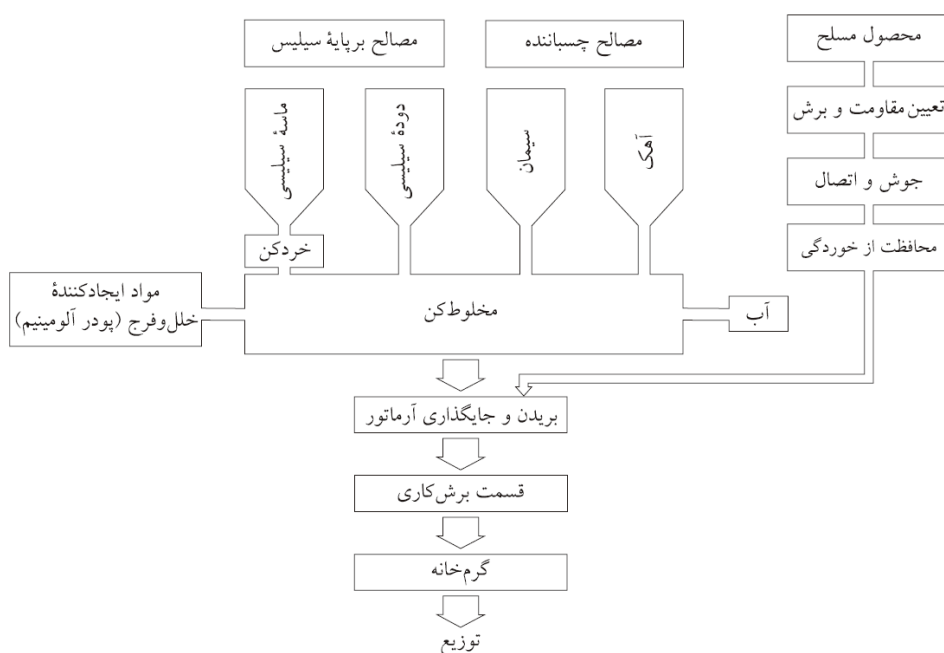 محصول مسلح
مصالح چسباننده
مصالح برپایهٔ سیلیس
تعیین مقاومت و برش
آهک
سیمان
دودهٔ سیلیسی
ماسهٔ سیلیسی
جوش و اتصال
محافظت از خوردگی
خردکن
مواد ایجادکنندهٔ
خلل‌وفرج (پودر آلومینیم)
مخلوط‌کن
آب
بریدن و جایگذاری آرماتور
قسمت برش‌کاری
گرم‌خانه
توزیع